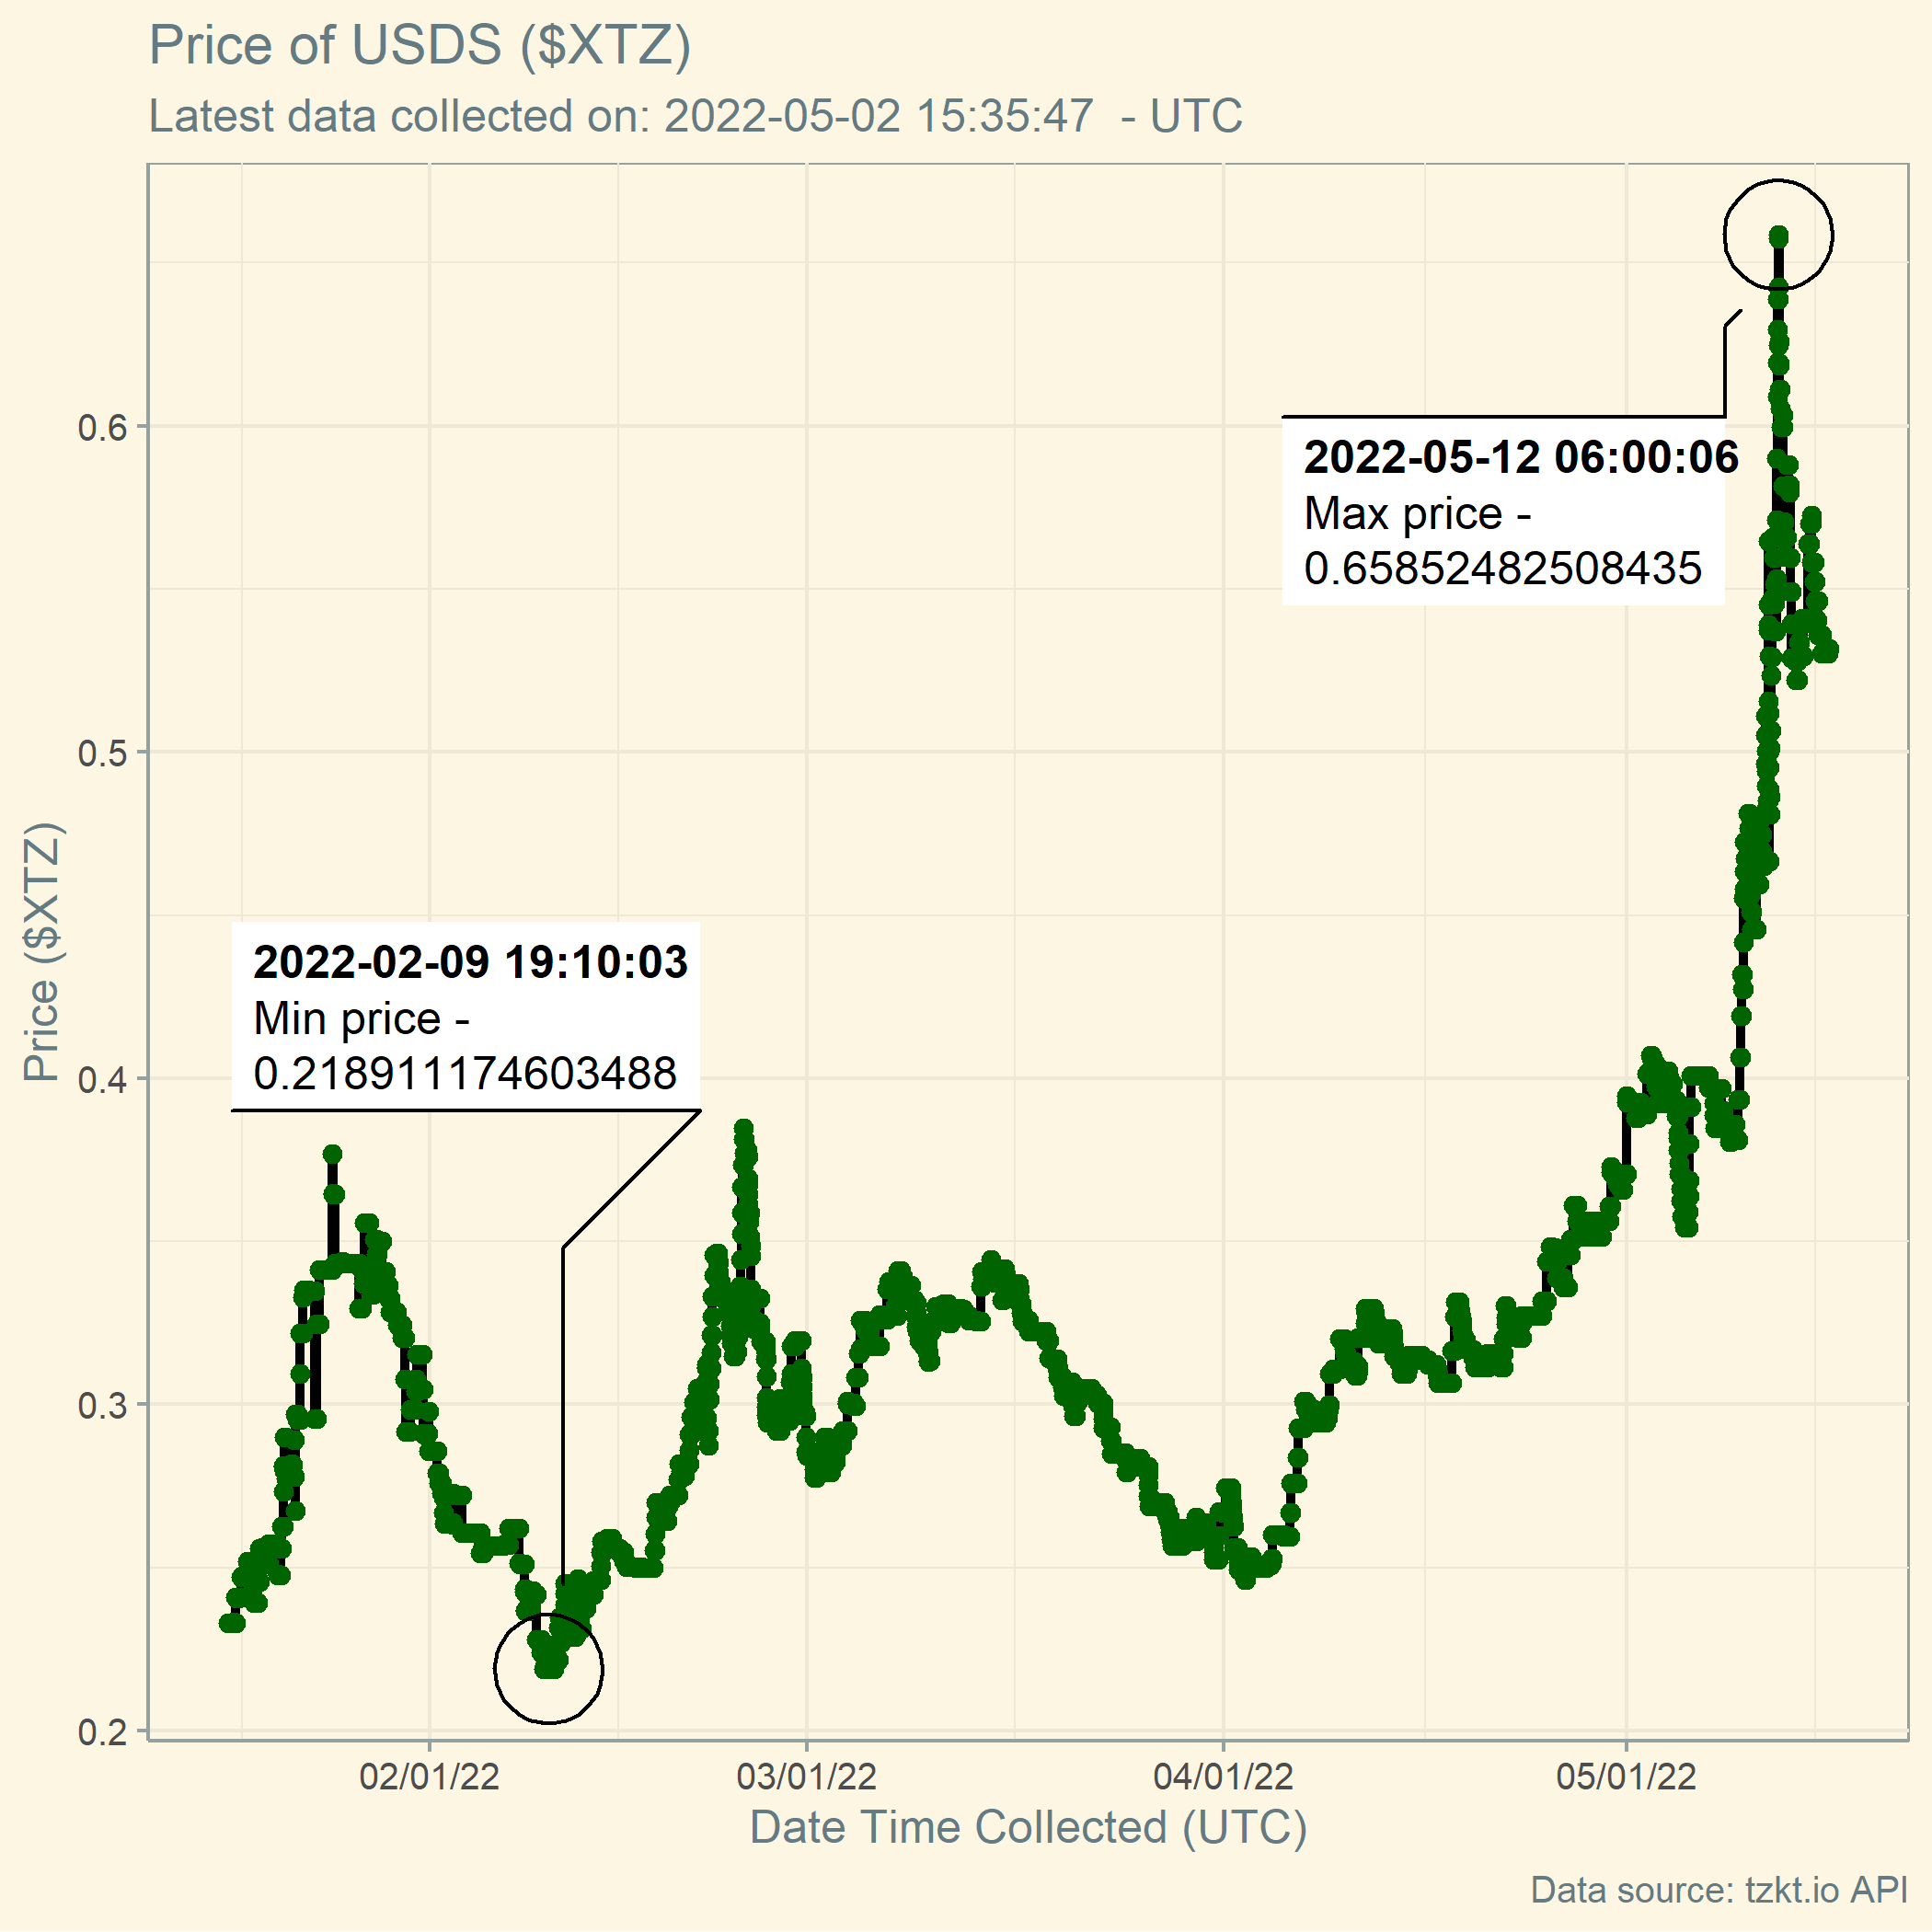 Price of USDS ($XTZ)
Latest data collected on: 2022-05-02 15:35:47  - UTC
Price ($XTZ)
0.6
0.5
0.4
0.3
0.2
2022-05-12 06:00:06
Max price -
0.65852482508435
2022-02-09 19:10:03
Min price -
0.218911174603488
02/01/22
03/01/22
04/01/22
05/01/22
Date Time Collected (UTC)
Data source: tzkt.io API